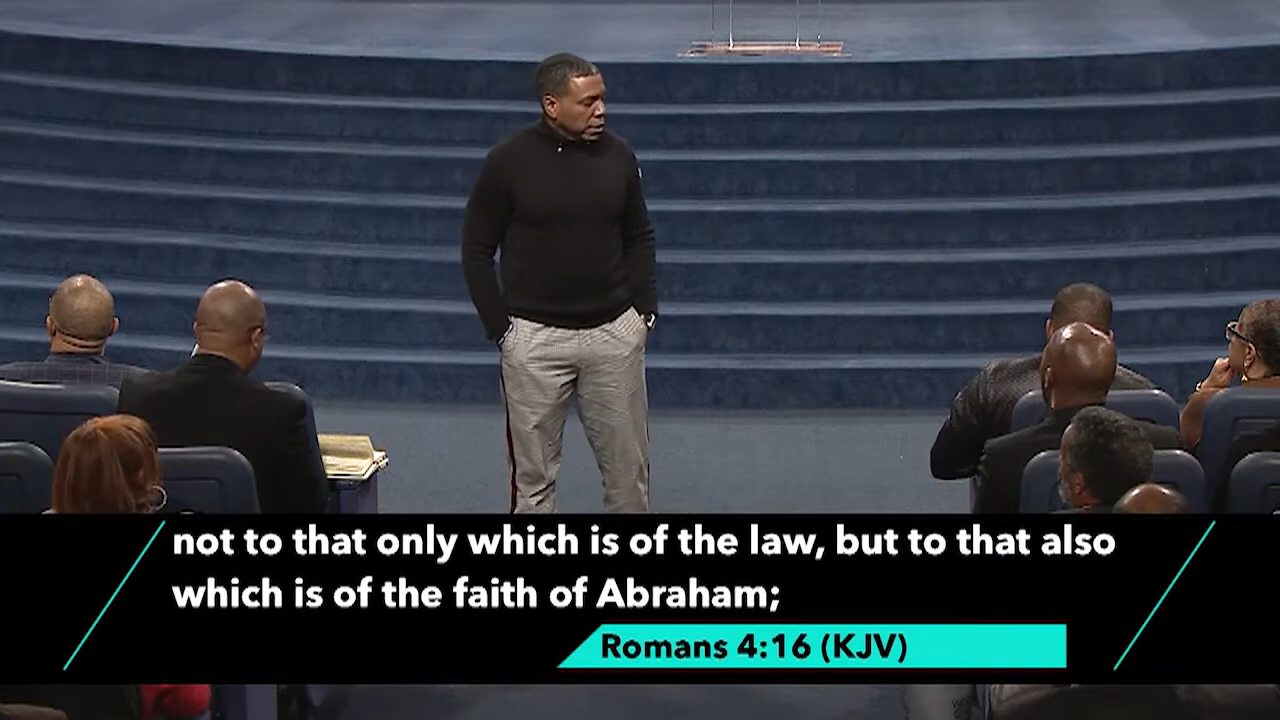 not to that only which is of the law, but to that also
which is of the faith of Abraham;
Romans 4:16 (KJV)